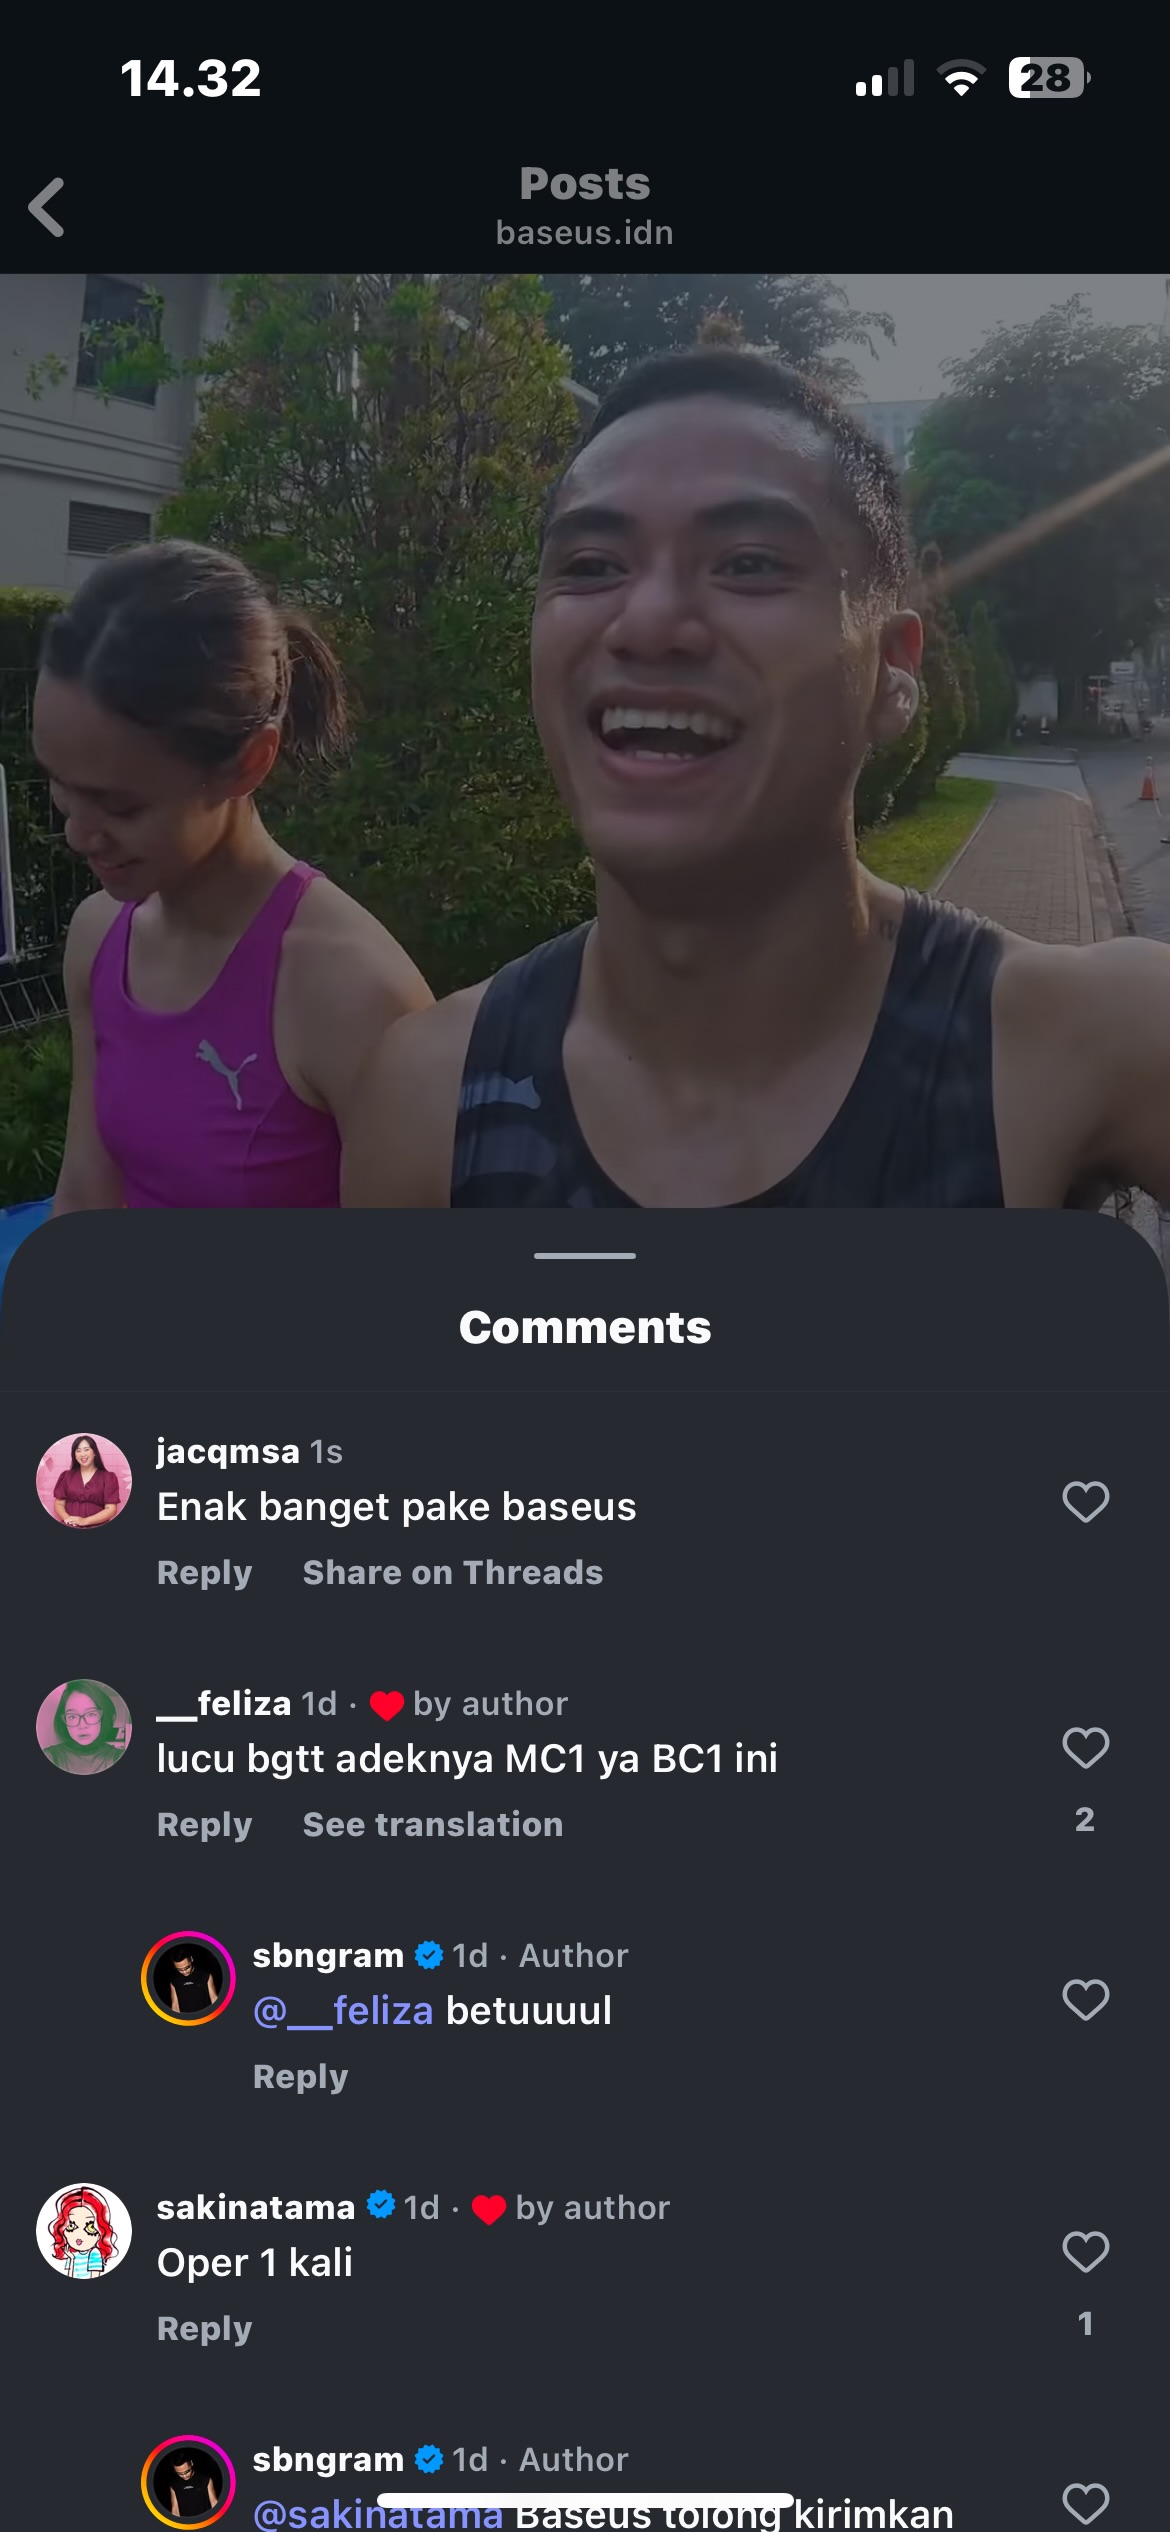 14.32
28
Posts
baseus.idn
Comments
jacqmsa 1s
Enak banget pake baseus
Reply Share on Threads
__feliza 1d · by author
lucu bgtt adeknya MC1 ya BC1 ini
Reply See translation
2
sbngram 1d · Author
@__feliza betuuuul
Reply
sakinatama 1d · by author
Oper 1 kali
Reply
1
sbngram 1d · Author
@sakinatama Baseus tolong kirimkan